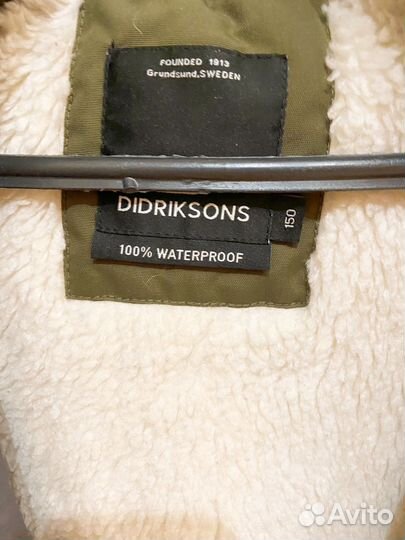 FOUNDED 1913
Grundsund, SWEDEN
DIDRIKSONS
150
100% WATERPROOF
Avito